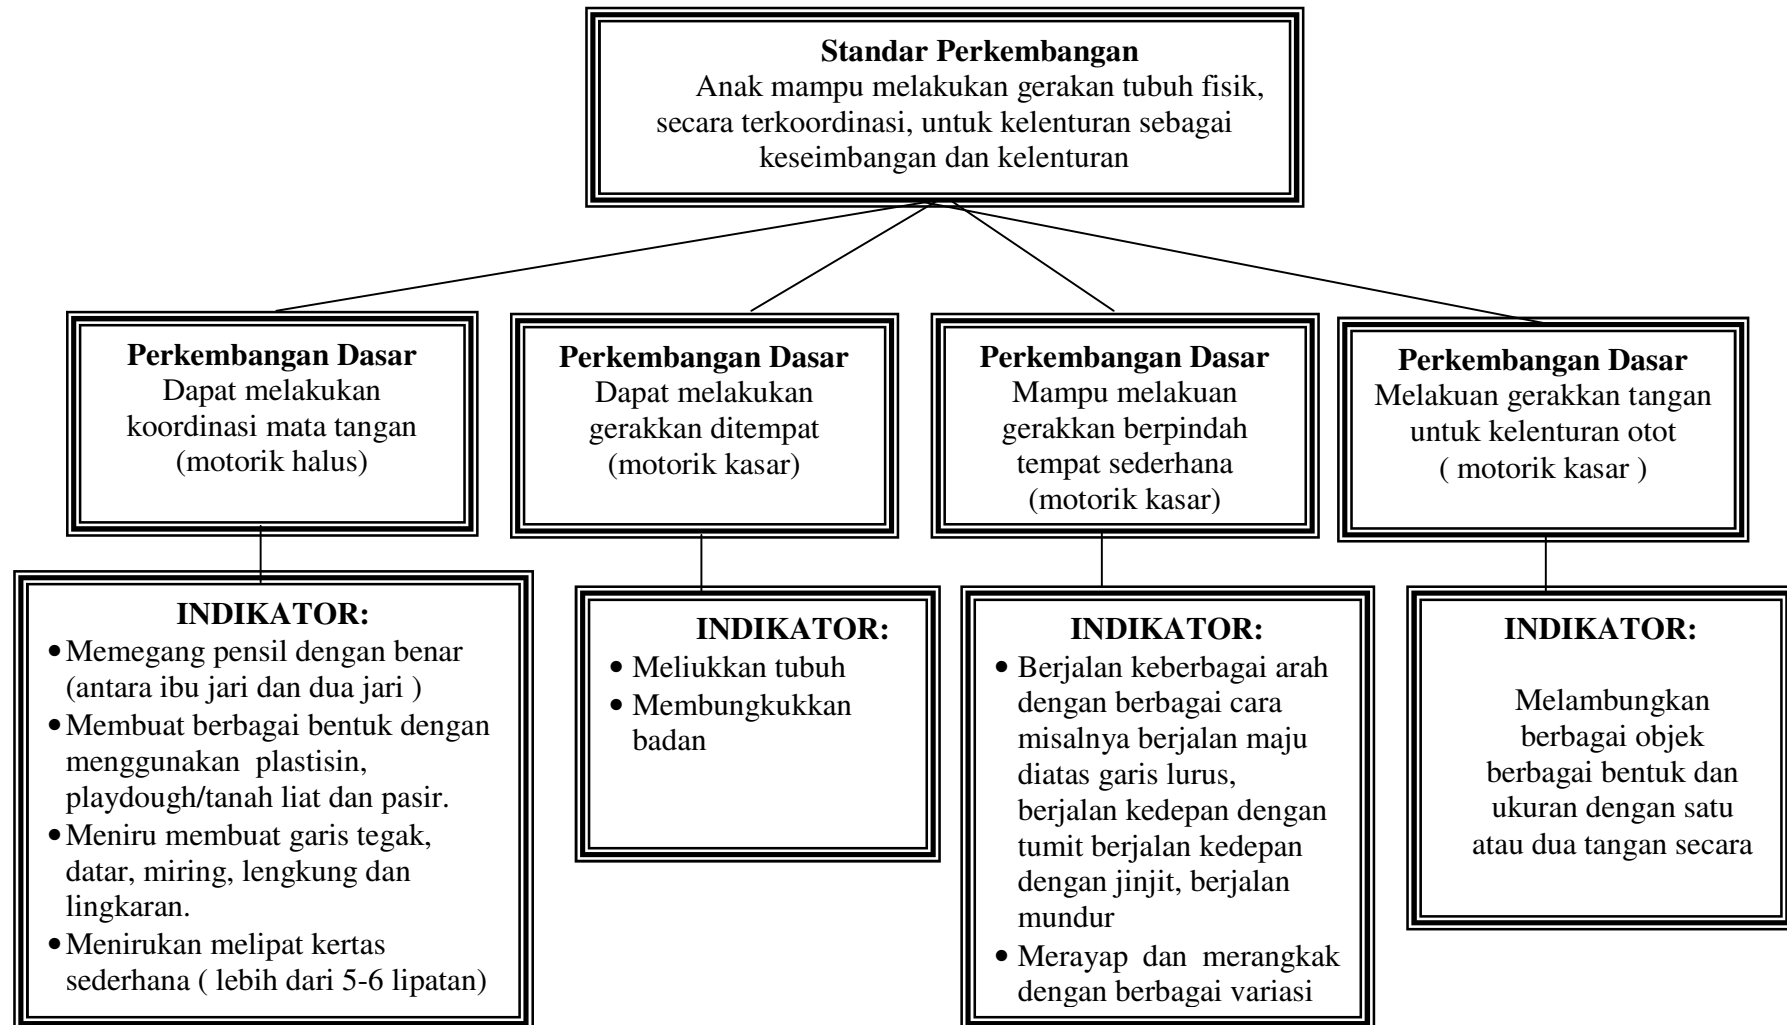 Standar Perkembangan
Anak mampu melakukan gerakan tubuh fisik,
secara terkoordinasi, untuk kelenturan sebagai
keseimbangan dan kelenturan
Perkembangan Dasar
Dapat melakukan
koordinasi mata tangan
(motorik halus)
Perkembangan Dasar
Dapat melakukan
gerakkan ditempat
(motorik kasar)
Perkembangan Dasar
Mampu melakuan
gerakkan berpindah
tempat sederhana
(motorik kasar)
Perkembangan Dasar
Melakuan gerakkan tangan
untuk kelenturan otot
( motorik kasar )
INDIKATOR:
• Memegang pensil dengan benar
(antara ibu jari dan dua jari )
• Membuat berbagai bentuk dengan
menggunakan plastisin,
playdough/tanah liat dan pasir.
• Meniru membuat garis tegak,
datar, miring, lengkung dan
lingkaran.
• Menirukan melipat kertas
sederhana ( lebih dari 5-6 lipatan)
INDIKATOR:
• Meliukkan tubuh
• Membungkukkan
badan
INDIKATOR:
• Berjalan keberbagai arah
dengan berbagai cara
misalnya berjalan maju
diatas garis lurus,
berjalan kedepan dengan
tumit berjalan kedepan
dengan jinjit, berjalan
mundur
• Merayap dan merangkak
dengan berbagai variasi
INDIKATOR:
Melambungkan
berbagai objek
berbagai bentuk dan
ukuran dengan satu
atau dua tangan secara